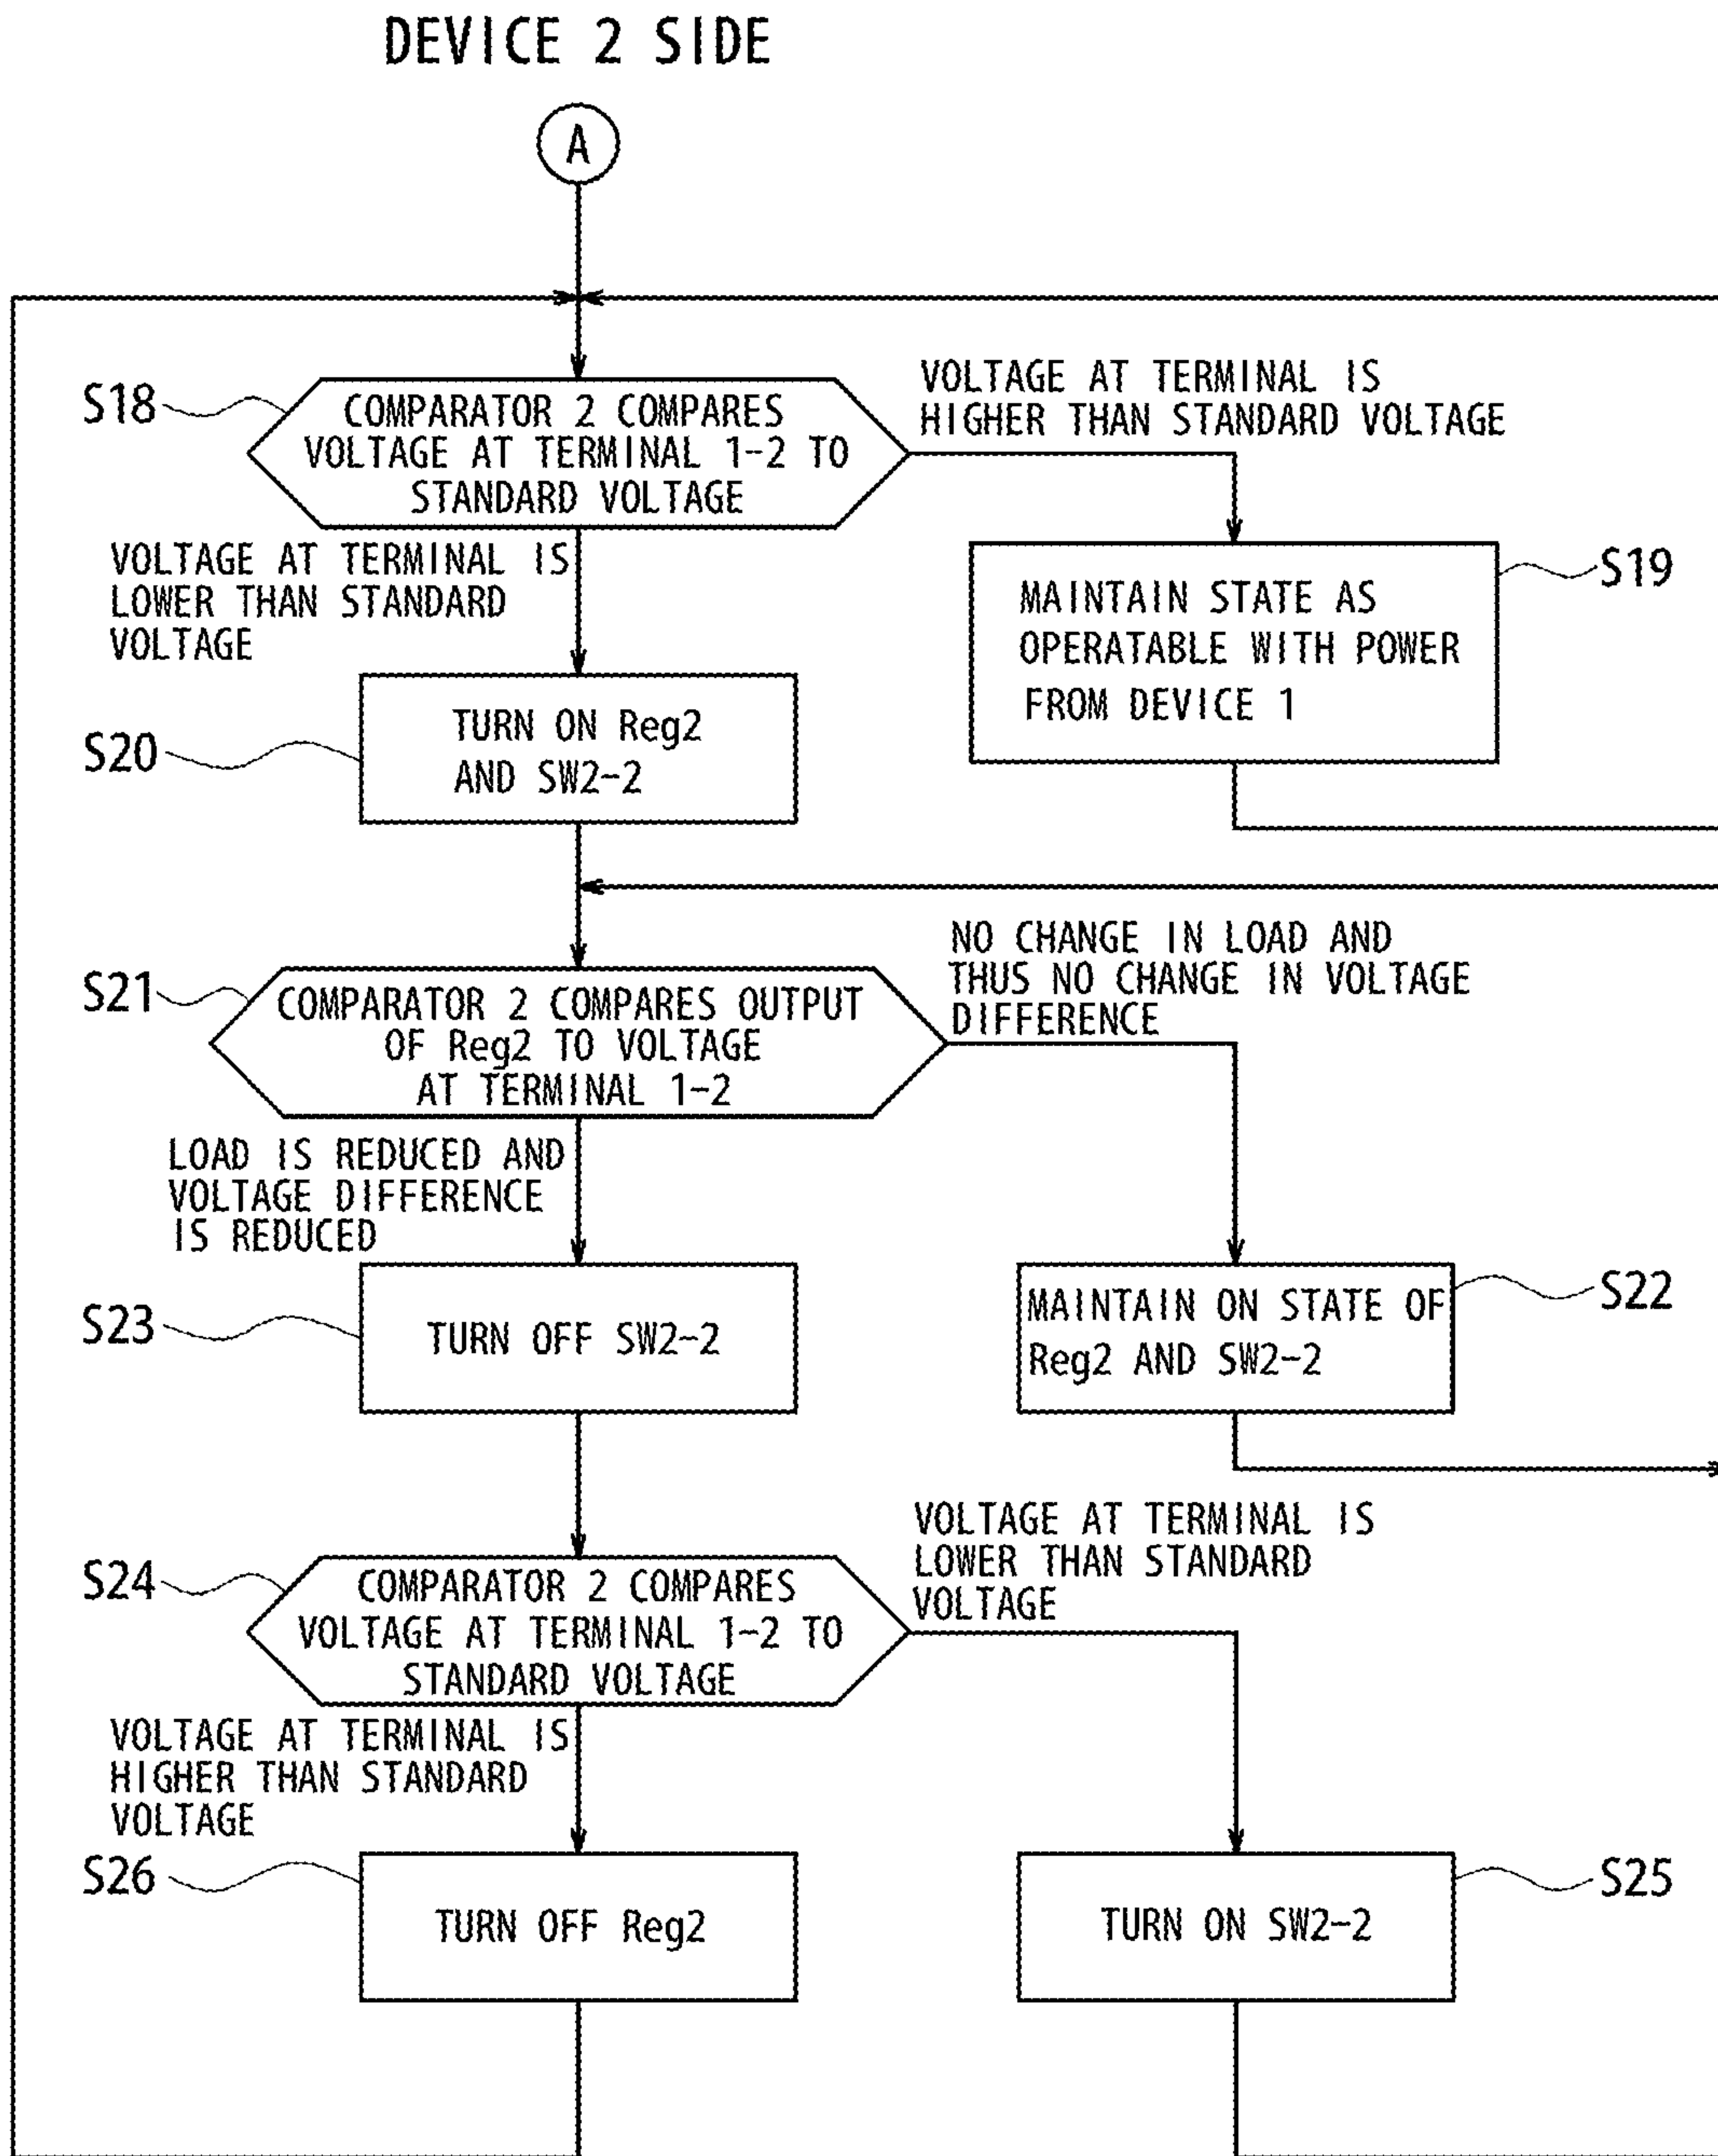 DEVICE 2 SIDE
A
S18
COMPARATOR 2 COMPARES
VOLTAGE AT TERMINAL 1-2 TO
STANDARD VOLTAGE
VOLTAGE AT TERMINAL IS
HIGHER THAN STANDARD VOLTAGE
VOLTAGE AT TERMINAL IS
LOWER THAN STANDARD
VOLTAGE
S19
MAINTAIN STATE AS
OPERATABLE WITH POWER
FROM DEVICE 1
S20
TURN ON Reg2
AND SW2-2
S21
COMPARATOR 2 COMPARES OUTPUT
OF Reg2 TO VOLTAGE
AT TERMINAL 1-2
NO CHANGE IN LOAD AND
THUS NO CHANGE IN VOLTAGE
DIFFERENCE
LOAD IS REDUCED AND
VOLTAGE DIFFERENCE
IS REDUCED
S22
MAINTAIN ON STATE OF
Reg2 AND SW2-2
S23
TURN OFF SW2-2
S24
COMPARATOR 2 COMPARES
VOLTAGE AT TERMINAL 1-2 TO
STANDARD VOLTAGE
VOLTAGE AT TERMINAL IS
LOWER THAN STANDARD
VOLTAGE
VOLTAGE AT TERMINAL IS
HIGHER THAN STANDARD
VOLTAGE
S26
TURN OFF Reg2
S25
TURN ON SW2-2